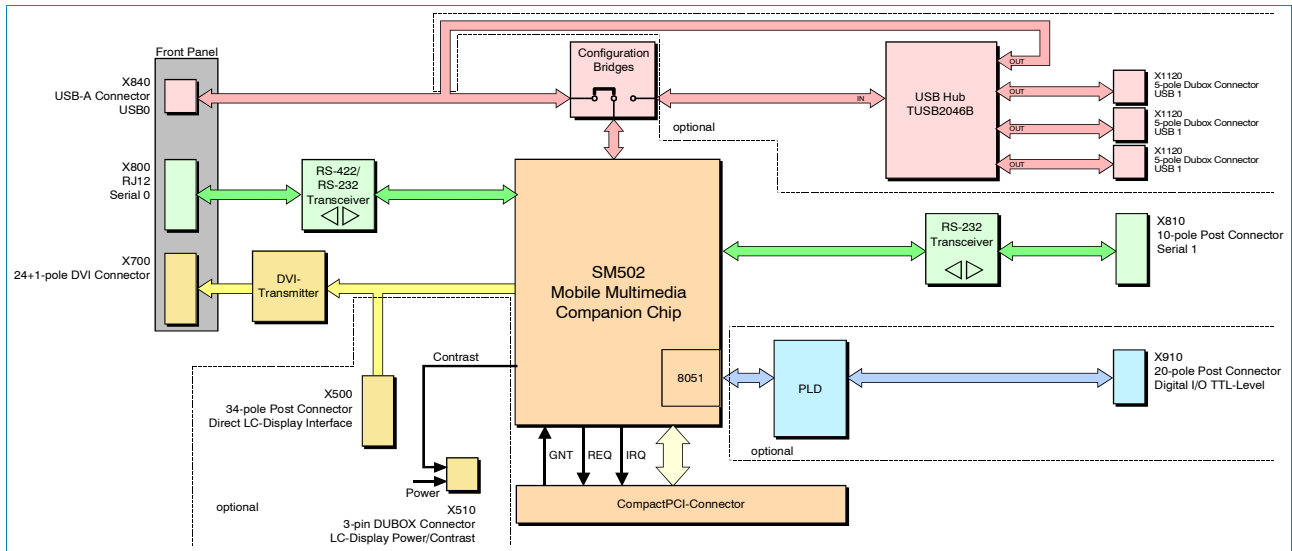 Front Panel
X840
USB-A Connector
USB0
X800
RJ12
Serial 0
X700
24+1-pole DVI Connector
RS-422/
RS-232
Transceiver
DVI-
Transmitter
Configuration
Bridges
optional
IN
USB Hub
TUSB2046B
OUT
OUT
OUT
OUT
X1120
5-pole Dubox Connector
USB 1
X1120
5-pole Dubox Connector
USB 1
X1120
5-pole Dubox Connector
USB 1
SM502
Mobile Multimedia
Companion Chip
8051
RS-232
Transceiver
X810
10-pole Post Connector
Serial 1
PLD
X910
20-pole Post Connector
Digital I/O TTL-Level
optional
Contrast
X500
34-pole Post Connector
Direct LC-Display Interface
Power
optional
X510
3-pin DUBOX Connector
LC-Display Power/Contrast
GNT
REQ
IRQ
CompactPCI-Connector